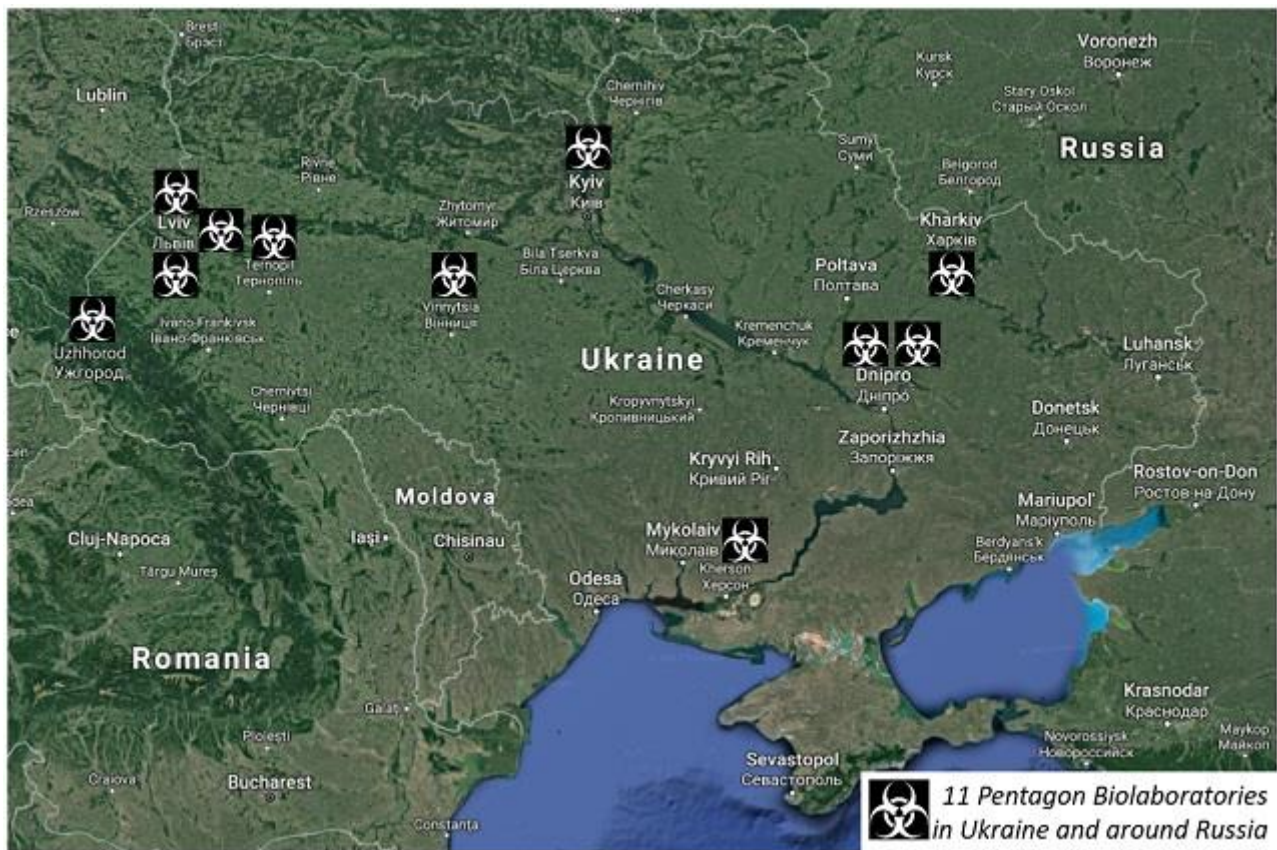 Brest
Брэст
Lublin
Chernihiv
Чернігів
Kursk
Курск
Voronezh
Воронеж
Stary Oskol
Старый Оскол
Russia
Rivne
Рівне
Sumy
Суми
Belgorod
Белгород
Rzeszów
Lviv
Львів
Ternopil'
Тернопіль
Zhytomyr
Житомир
Kyiv
Київ
Kharkiv
Харків
Bila Tserkva
Біла Церква
Vinnytsia
Вінниця
Cherkasy
Черкаси
Poltava
Полтава
Uzhhorod
Ужгород
Ivano-Frankivsk
Івано-Франківськ
Ukraine
Kremenchuk
Кременчук
Luhansk
Луганськ
Chernivtsi
Чернівці
Kropyvnytskyi
Кропивницький
Dnipro
Дніпро
Donetsk
Донецьк
Zaporizhzhia
Запоріжжя
Kryvyi Rih
Кривий Ріг
Moldova
Mykolaiv
Миколаїв
Mariupol'
Маріуполь
Rostov-on-Don
Ростов на Дону
Cluj-Napoca
Târgu Mureș
Iași
Chisinau
Kherson
Херсон
Berdyans'k
Бердянськ
Odesa
Одеса
Romania
Galați
Ploiești
Krasnodar
Краснодар
Craiova
Bucharest
Sevastopol
Севастополь
Novorossiysk
Новороссийск
Maykop
Майкоп
Constanța
11 Pentagon Biolaboratories
in Ukraine and around Russia